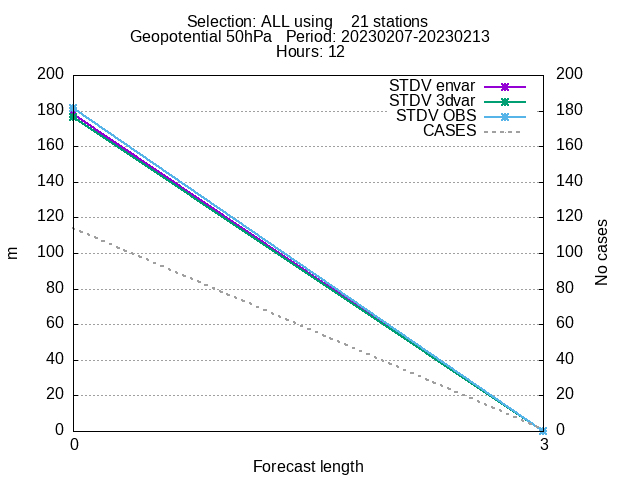 Selection: ALL using    21 stations
Geopotential 50hPa   Period: 20230207-20230213
Hours: 12
STDV envar
STDV 3dvar
STDV OBS
CASES
200
180
160
140
120
100
80
60
40
20
0
m
200
180
160
140
120
100
80
60
40
20
0
No cases
0
3
Forecast length